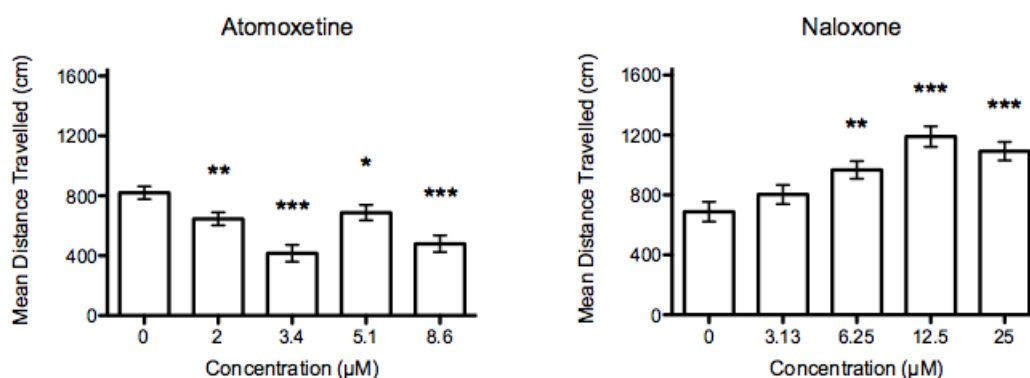 Atomoxetine
Mean Distance Travelled (cm)
1600
1200
800
400
0
**
***
*
***
0 2 3.4 5.1 8.6
Concentration (µM)
Naloxone
Mean Distance Travelled (cm)
1600
1200
800
400
0
**
***
***
0 3.13 6.25 12.5 25
Concentration (µM)